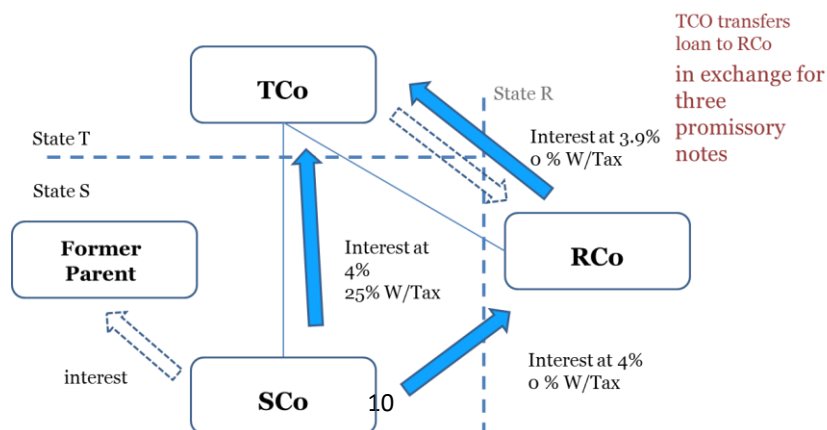 TCO transfers
loan to RCo
in exchange for
three
promissory
notes
TCo
State R
State T
Interest at 3.9%
0 % W/Tax
State S
Former
Parent
Interest at
4%
25% W/Tax
RCo
interest
Interest at 4%
0 % W/Tax
SCo
10